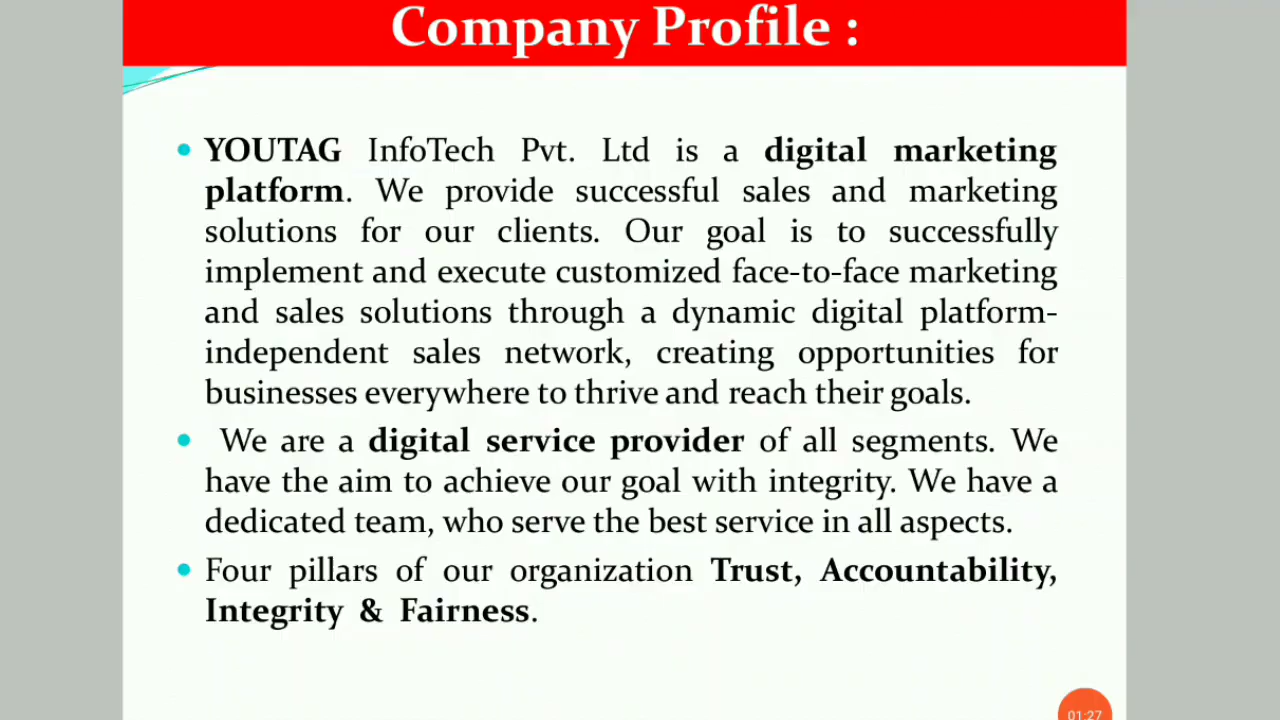 Company Profile :
YOUTAG InfoTech Pvt. Ltd is a digital marketing
platform. We provide successful sales and marketing
solutions for our clients. Our goal is to successfully
implement and execute customized face-to-face marketing
and sales solutions through a dynamic digital platform-
independent sales network, creating opportunities for
businesses everywhere to thrive and reach their goals.
We are a digital service provider of all segments. We
have the aim to achieve our goal with integrity. We have a
dedicated team, who serve the best service in all aspects.
Four pillars of our organization Trust, Accountability,
Integrity & Fairness.
01:27